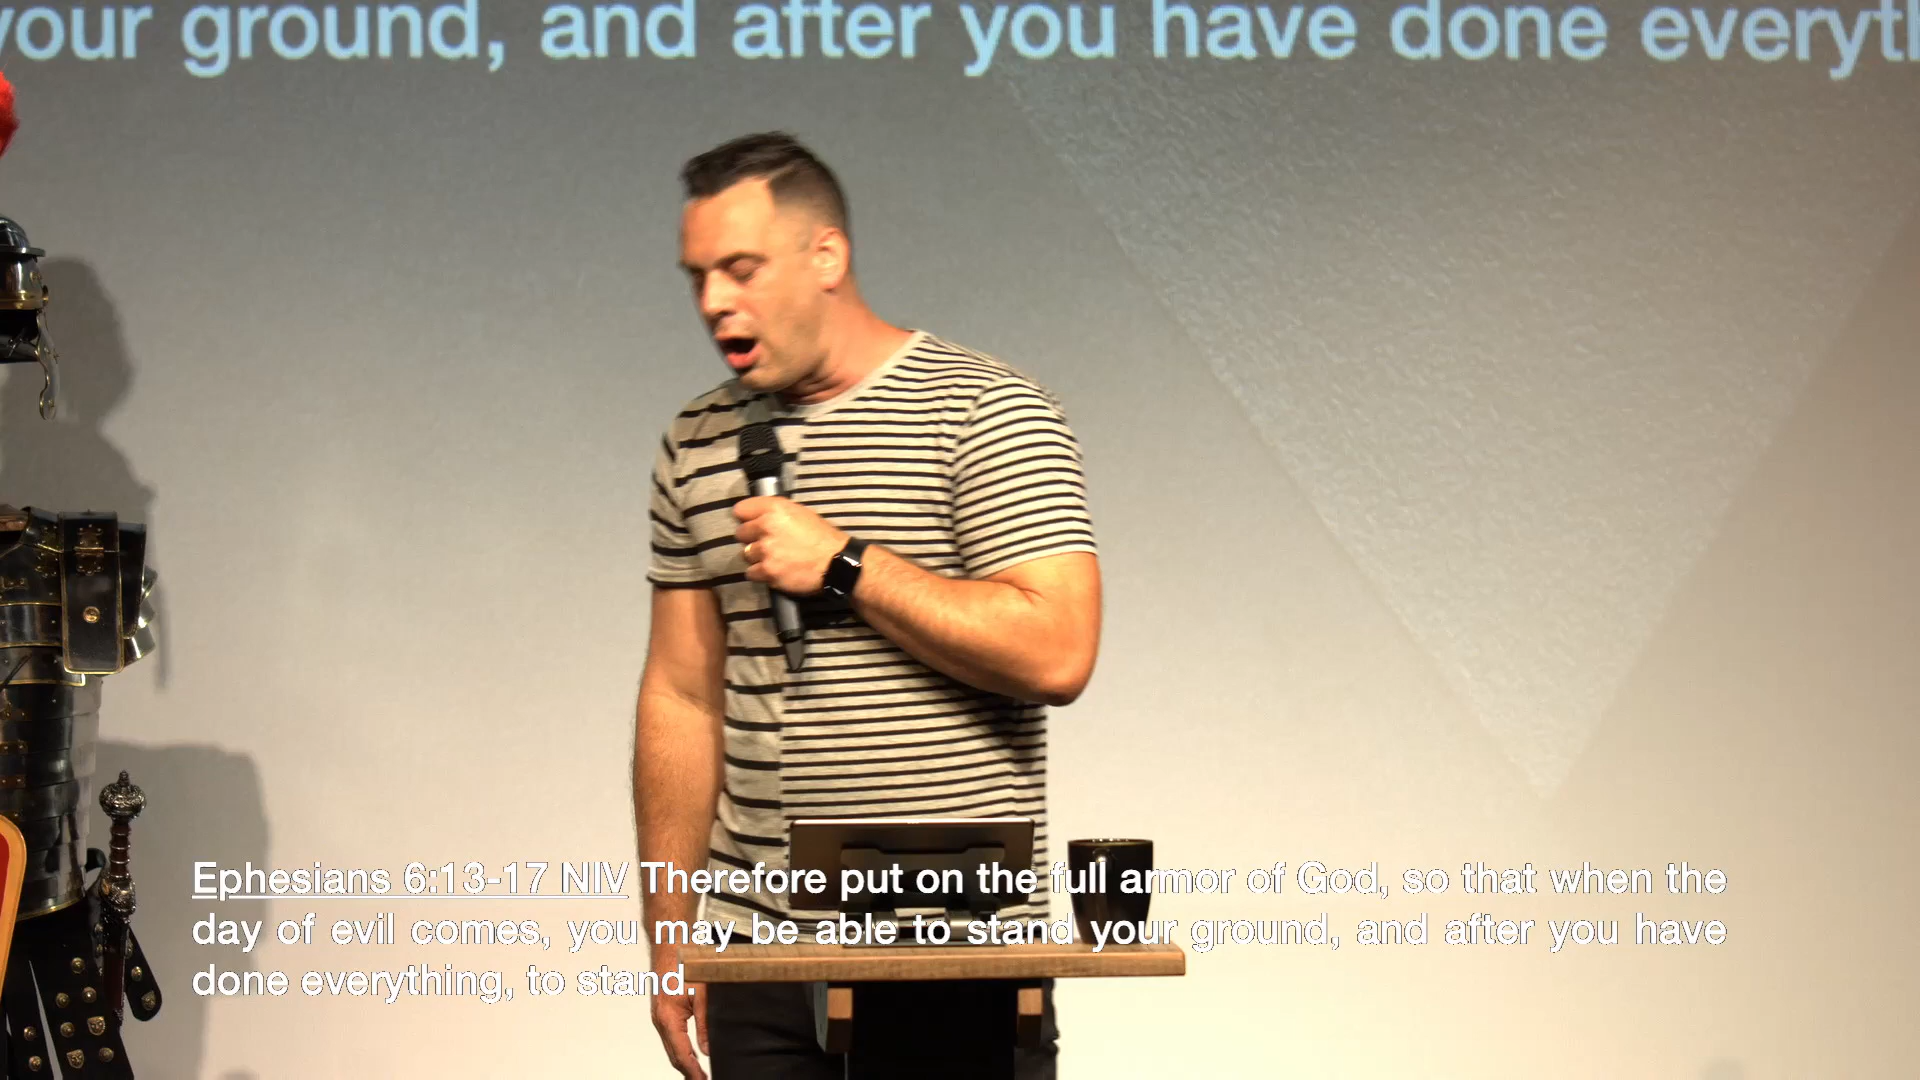 your ground, and after you have done everyth
Ephesians 6:13-17 NIV Therefore put on the full armor of God, so that when the
day of evil comes, you may be able to stand your ground, and after you have
done everything, to stand.